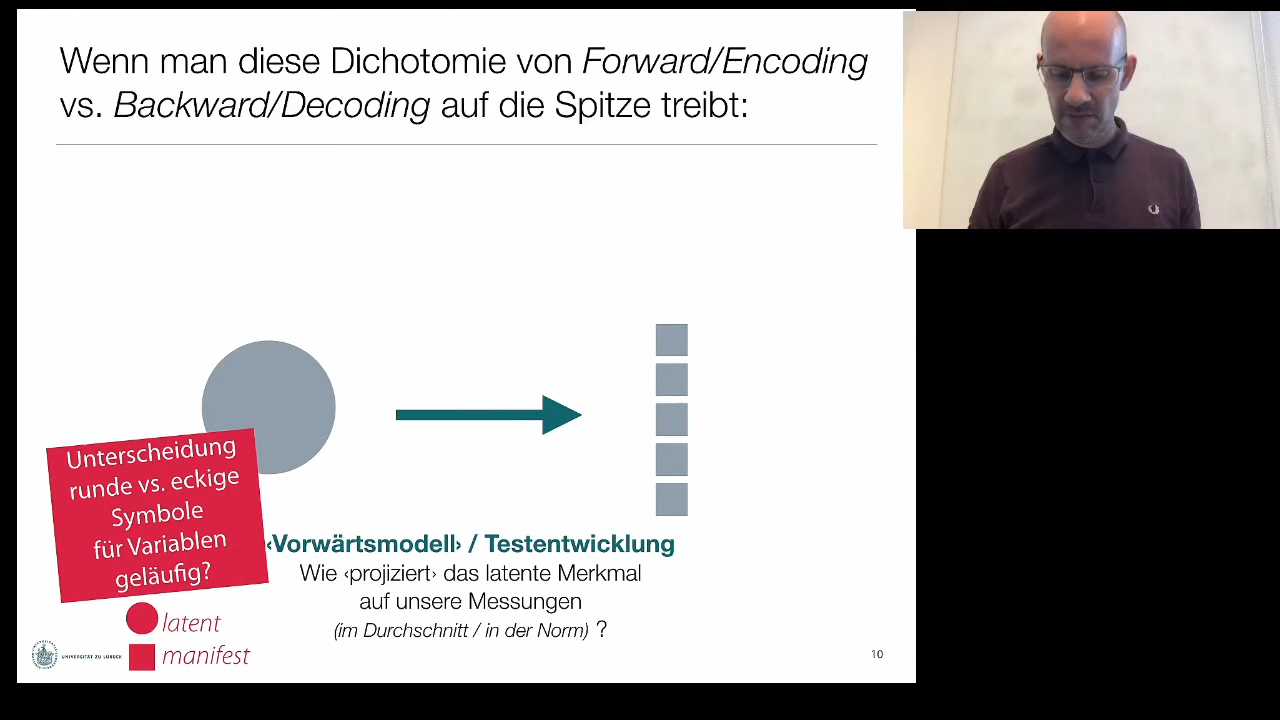 Wenn man diese Dichotomie von Forward/Encoding
vs. Backward/Decoding auf die Spitze treibt:
Unterscheidung
runde vs. eckige
Symbole
für Variablen
geläufig?
‹Vorwärtsmodell› / Testentwicklung
Wie ‹projiziert› das latente Merkmal
auf unsere Messungen
(im Durchschnitt / in der Norm) ?
latent
manifest
UNIVERSITÄT ZU LÜBECK
10